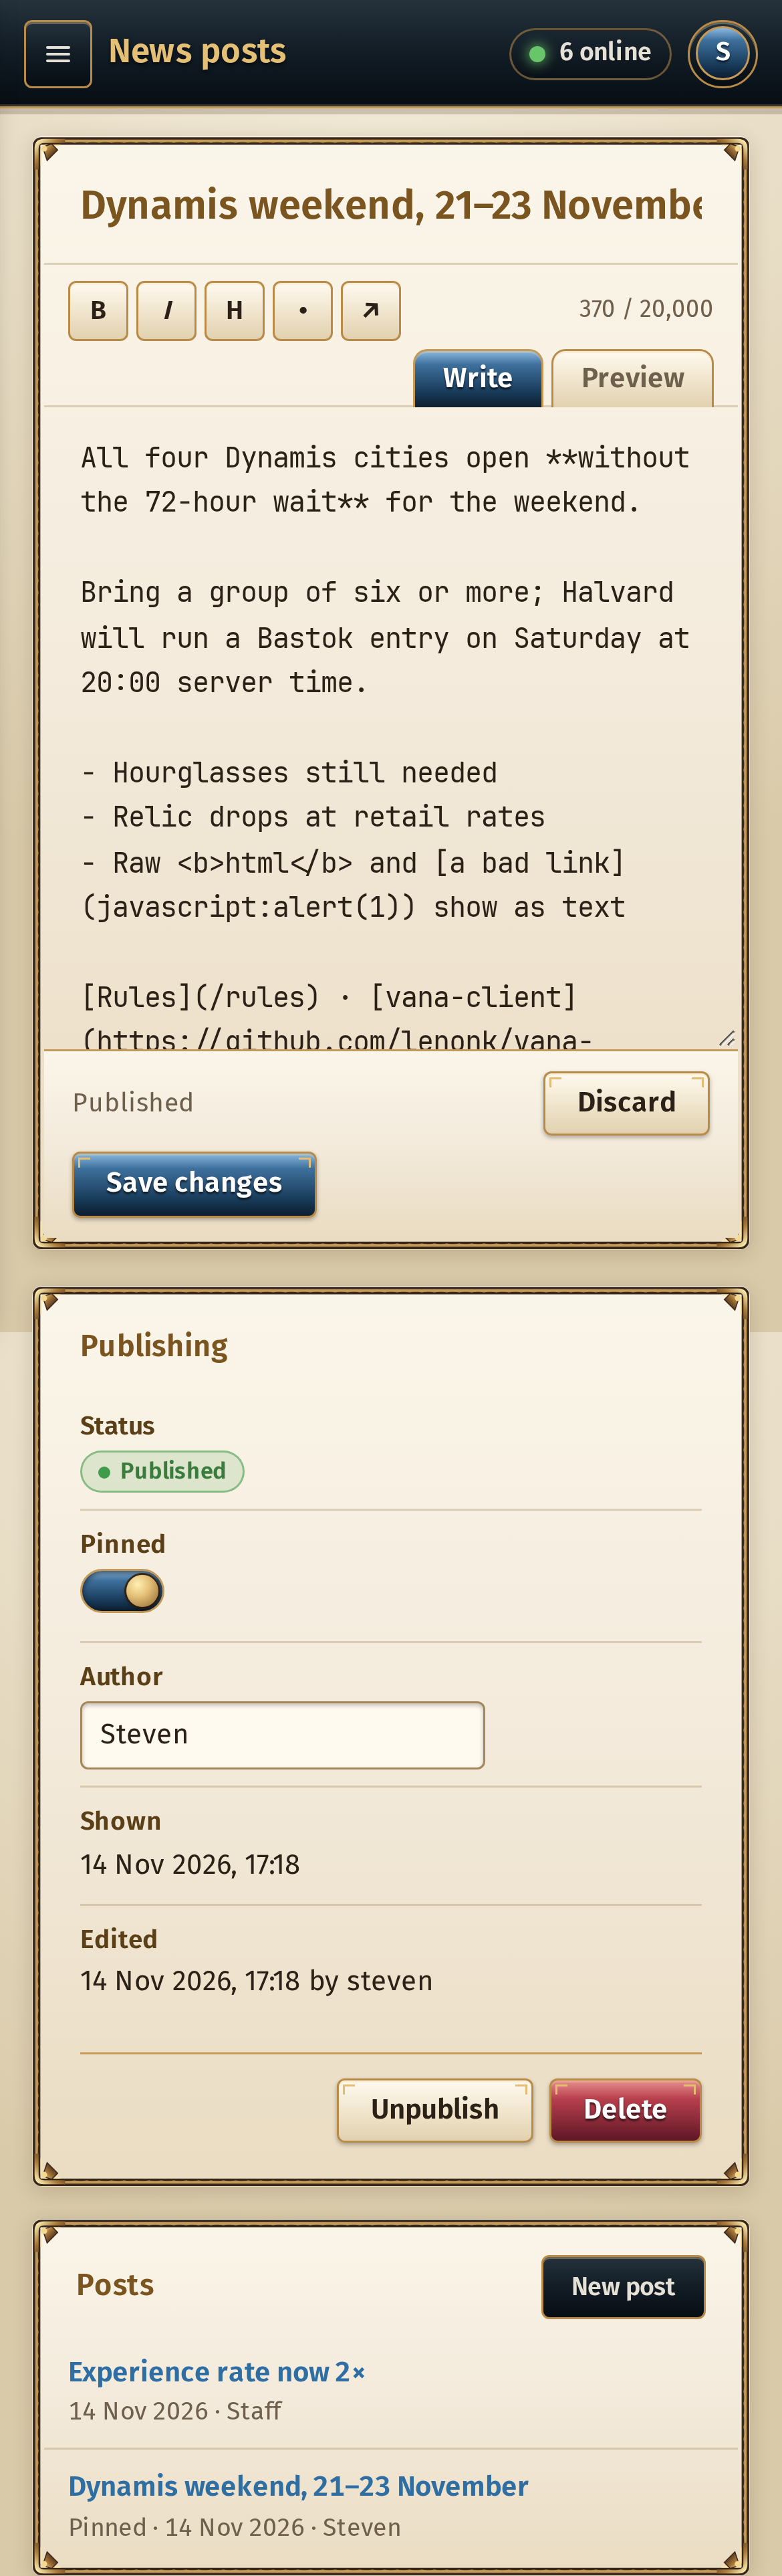 News posts
6 online
S
Dynamis weekend, 21–23 Novembe
B I H • ↗
370 / 20,000
Write Preview
All four Dynamis cities open **without
the 72-hour wait** for the weekend.
Bring a group of six or more; Halvard
will run a Bastok entry on Saturday at
20:00 server time.
- Hourglasses still needed
- Relic drops at retail rates
- Raw <b>html</b> and [a bad link]
(javascript:alert(1)) show as text
[Rules](/rules) · [vana-client]
(https://github.com/lenonk/vana-
Published
Discard
Save changes
Publishing
Status
Published
Pinned
Author
Steven
Shown
14 Nov 2026, 17:18
Edited
14 Nov 2026, 17:18 by steven
Unpublish Delete
Posts
New post
Experience rate now 2×
14 Nov 2026 · Staff
Dynamis weekend, 21–23 November
Pinned · 14 Nov 2026 · Steven